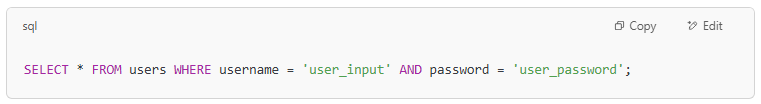 sql Copy Edit
SELECT * FROM users WHERE username = 'user_input' AND password = 'user_password';